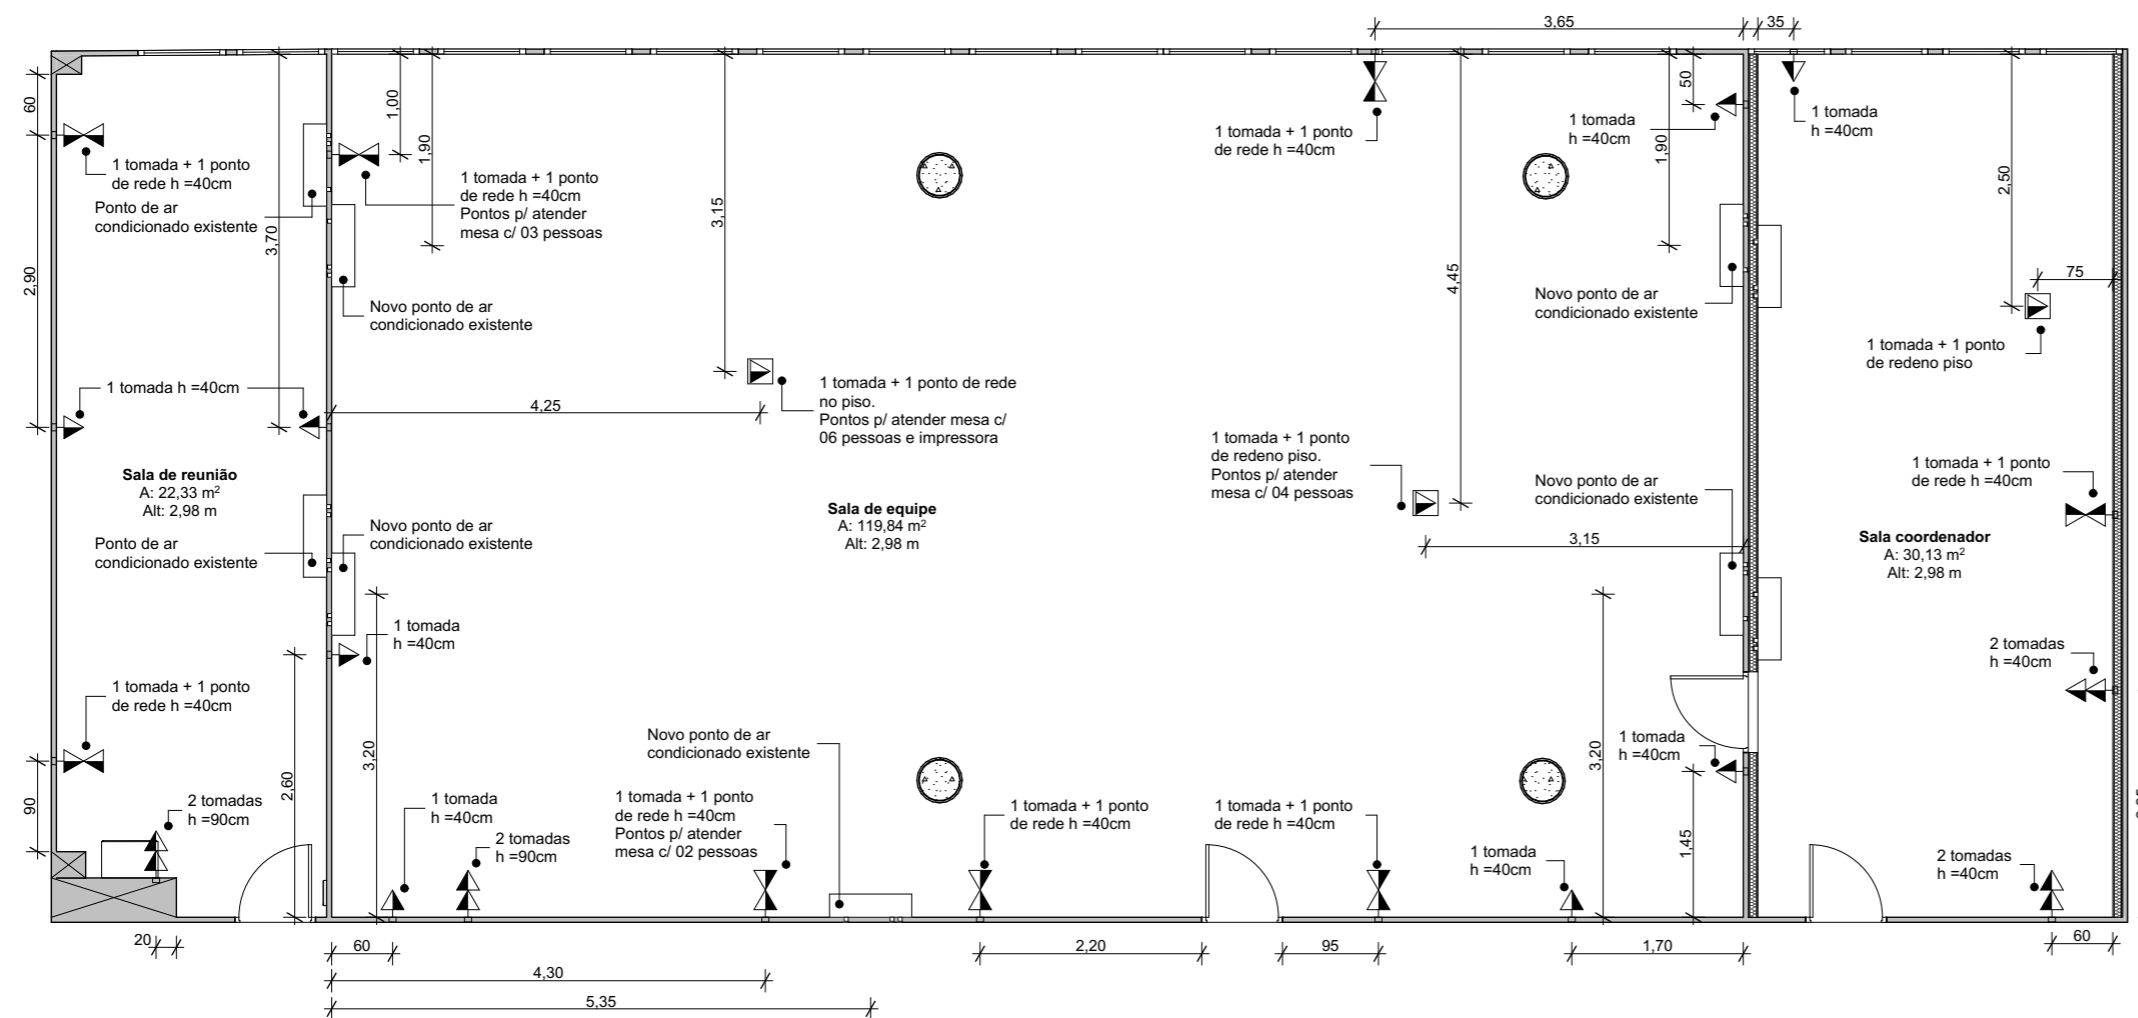 3,65
35
60
1,00
1,90
3,15
4,45
50
1,90
2,50
1 tomada + 1 ponto
de rede h =40cm
Ponto de ar
condicionado existente
3,70
2,90
1 tomada + 1 ponto
de rede h =40cm
Pontos p/ atender
mesa c/ 03 pessoas
Novo ponto de ar
condicionado existente
1 tomada + 1 ponto
de rede h =40cm
1 tomada
h =40cm
1 tomada
h =40cm
Novo ponto de ar
condicionado existente
75
1 tomada + 1 ponto
de redeno piso
1 tomada h =40cm
4,25
1 tomada + 1 ponto de rede
no piso.
Pontos p/ atender mesa c/
06 pessoas e impressora
1 tomada + 1 ponto
de redeno piso.
Pontos p/ atender
mesa c/ 04 pessoas
Novo ponto de ar
condicionado existente
1 tomada + 1 ponto
de rede h =40cm
Sala de reunião
A: 22,33 m²
Alt: 2,98 m
Sala de equipe
A: 119,84 m²
Alt: 2,98 m
Sala coordenador
A: 30,13 m²
Alt: 2,98 m
Ponto de ar
condicionado existente
Novo ponto de ar
condicionado existente
3,15
1 tomada
h =40cm
2 tomadas
h =40cm
1 tomada + 1 ponto
de rede h =40cm
90
2,60
3,20
Novo ponto de ar
condicionado existente
3,20
1 tomada
h =40cm
1,45
2 tomadas
h =90cm
1 tomada
h =40cm
2 tomadas
h =90cm
1 tomada + 1 ponto
de rede h =40cm
Pontos p/ atender
mesa c/ 02 pessoas
1 tomada + 1 ponto
de rede h =40cm
1 tomada + 1 ponto
de rede h =40cm
1 tomada
h =40cm
2 tomadas
h =40cm
20
60
2,20
95
1,70
60
4,30
5,35